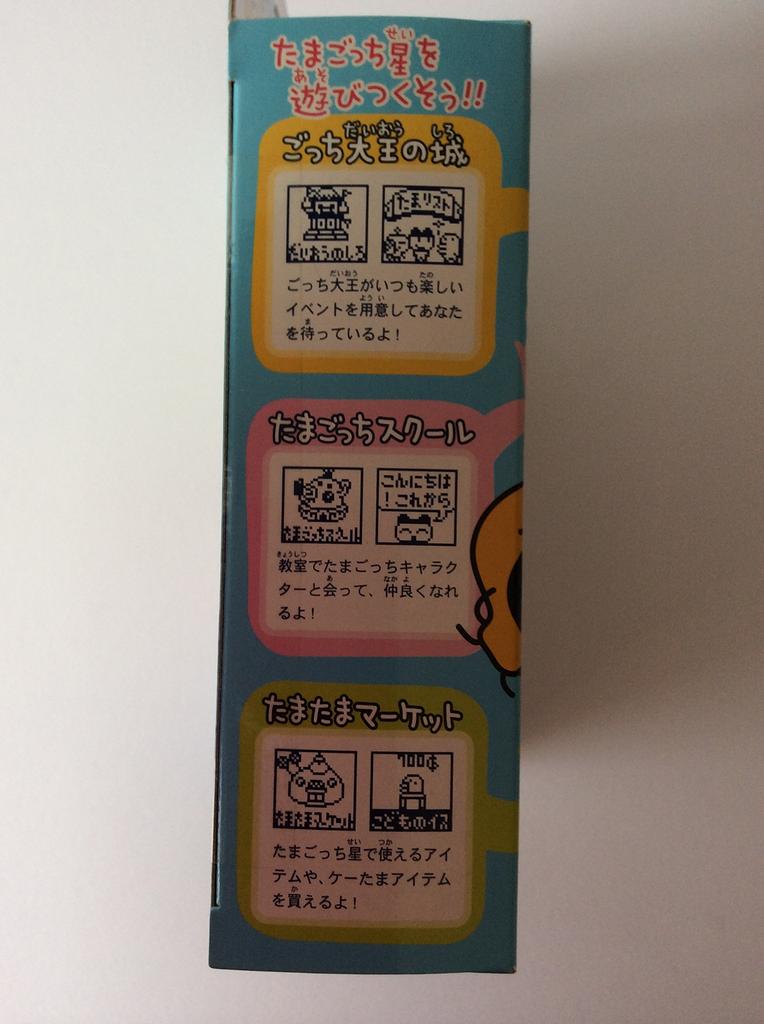 たまごっち星を
遊びつくそう!!
ごっち大王の城
だいおうのしろ
たまリスト
ごっち大王がいつも楽しい
イベントを用意してあなた
を待っているよ!
たまごっちスクール
たまごっちスクール
こんにちは
!これから
教室でたまごっちキャラク
ターと会って、仲良くなれ
るよ!
たまたまマーケット
たまたまマーケット
100
こどものイス
たまごっち星で使えるアイ
テムや、ケーたまアイテム
を買えるよ!